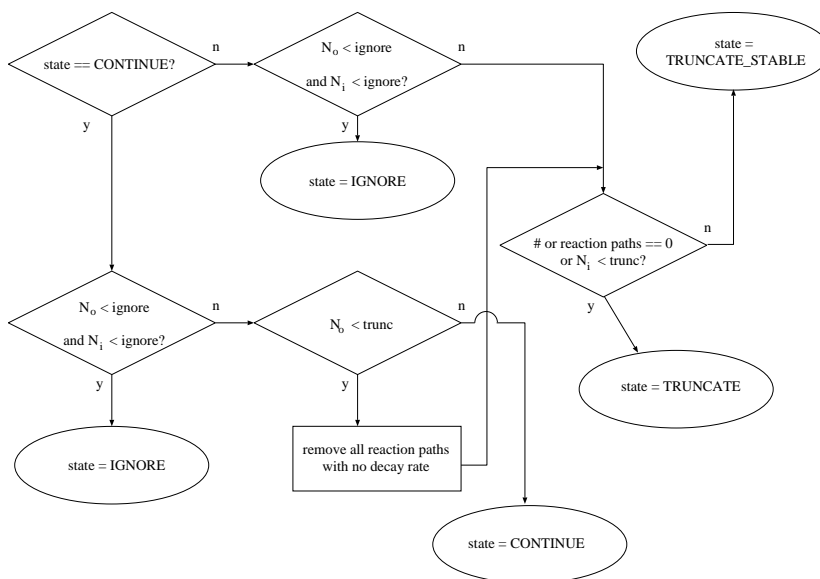 state == CONTINUE?
n
y
N o < ignore
and N i < ignore?
n
y
state = IGNORE
state =
TRUNCATE_STABLE
# or reaction paths == 0
or N i < trunc?
n
y
state = TRUNCATE
N o < ignore
and N i < ignore?
n
y
state = IGNORE
N o < trunc
n
y
remove all reaction paths
with no decay rate
state = CONTINUE